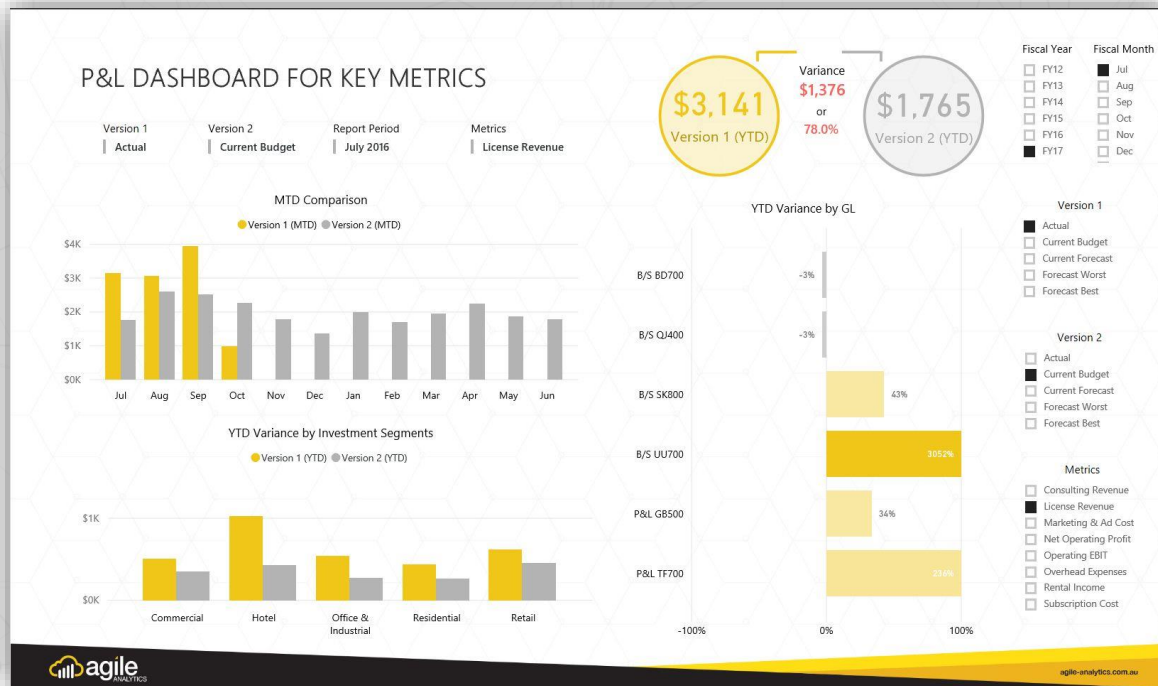 P&L DASHBOARD FOR KEY METRICS
Version 1
Actual
Version 2
Current Budget
Report Period
July 2016
Metrics
License Revenue
$3,141
Version 1 (YTD)
Variance
$1,376
or
78.0%
$1,765
Version 2 (YTD)
Fiscal Year
FY12
FY13
FY14
FY15
FY16
FY17
Fiscal Month
Jul
Aug
Sep
Oct
Nov
Dec
MTD Comparison
Version 1 (MTD) Version 2 (MTD)
$4K
$3K
$2K
$1K
$0K
Jul Aug Sep Oct Nov Dec Jan Feb Mar Apr May Jun
YTD Variance by Investment Segments
Version 1 (YTD) Version 2 (YTD)
$1K
$0K
Commercial Hotel Office & Industrial Residential Retail
YTD Variance by GL
B/S BD700 -3%
B/S QJ400 -3%
B/S SK800 43%
B/S UU700 3052%
P&L GB500 34%
P&L TF700
-100% 0% 100%
Version 1
Actual
Current Budget
Current Forecast
Forecast Worst
Forecast Best
Version 2
Actual
Current Budget
Current Forecast
Forecast Worst
Forecast Best
Metrics
Consulting Revenue
License Revenue
Marketing & Ad Cost
Net Operating Profit
Operating EBIT
Overhead Expenses
Rental Income
Subscription Cost
agile
ANALYTICS
agile-analytics.com.au